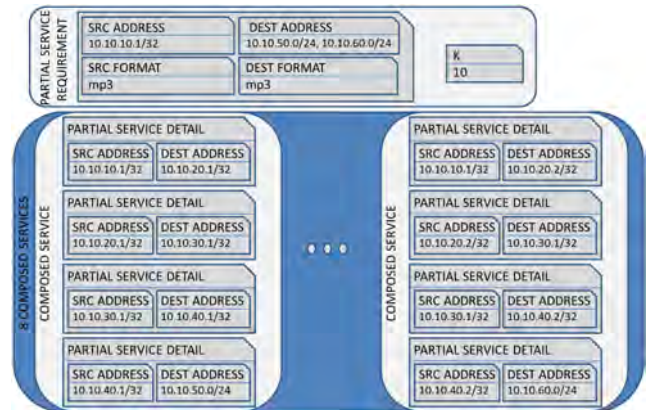 PARTIAL SERVICE
REQUIREMENT
SRC ADDRESS
10.10.10.1/32
DEST ADDRESS
10.10.50.0/24, 10.10.60.0/24
SRC FORMAT
mp3
DEST FORMAT
mp3
K
10
8 COMPOSED SERVICES
COMPOSED SERVICE
PARTIAL SERVICE DETAIL
SRC ADDRESS DEST ADDRESS
10.10.10.1/32 10.10.20.1/32
PARTIAL SERVICE DETAIL
SRC ADDRESS DEST ADDRESS
10.10.20.1/32 10.10.30.1/32
PARTIAL SERVICE DETAIL
SRC ADDRESS DEST ADDRESS
10.10.30.1/32 10.10.40.1/32
PARTIAL SERVICE DETAIL
SRC ADDRESS DEST ADDRESS
10.10.40.1/32 10.10.50.0/24
COMPOSED SERVICE
PARTIAL SERVICE DETAIL
SRC ADDRESS DEST ADDRESS
10.10.10.1/32 10.10.20.2/32
PARTIAL SERVICE DETAIL
SRC ADDRESS DEST ADDRESS
10.10.20.2/32 10.10.30.1/32
PARTIAL SERVICE DETAIL
SRC ADDRESS DEST ADDRESS
10.10.30.1/32 10.10.40.2/32
PARTIAL SERVICE DETAIL
SRC ADDRESS DEST ADDRESS
10.10.40.2/32 10.10.60.0/24